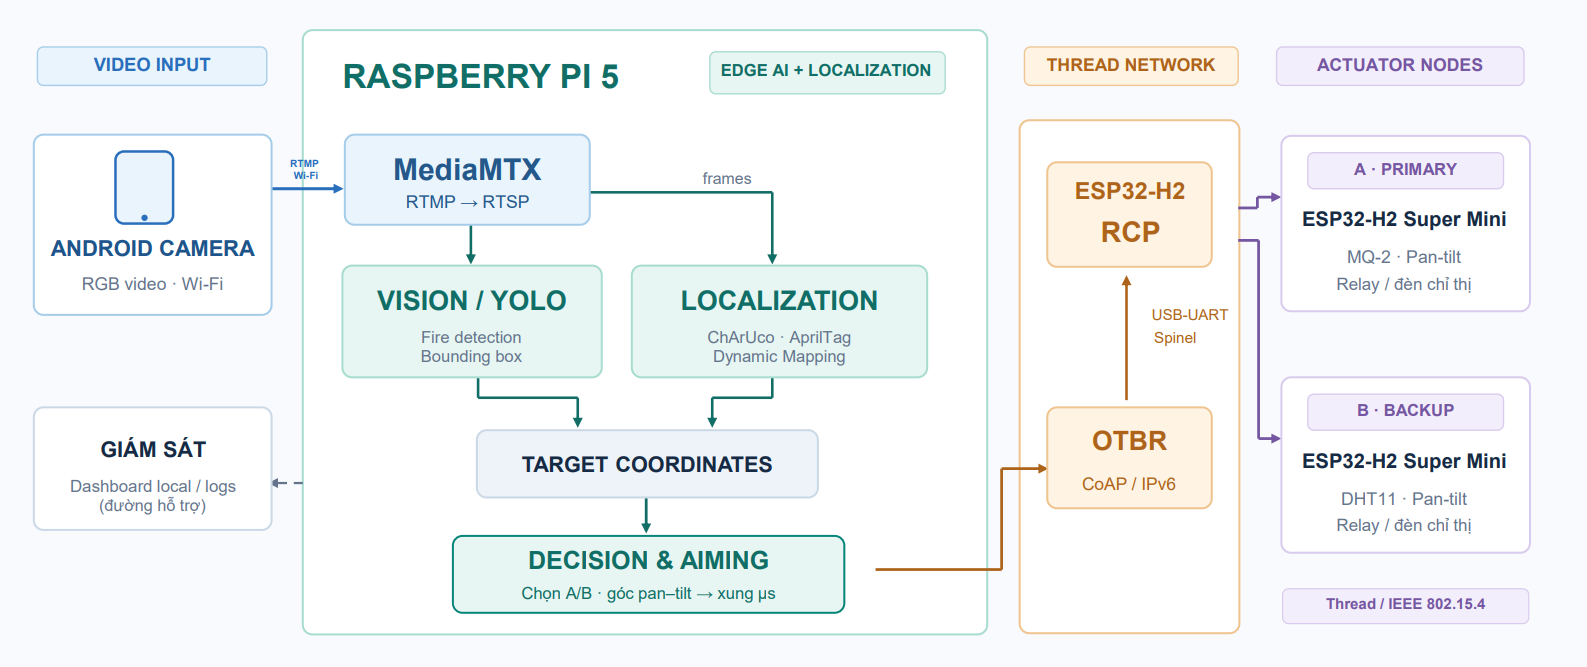 VIDEO INPUT
RASPBERRY PI 5
EDGE AI + LOCALIZATION
THREAD NETWORK
ACTUATOR NODES
ANDROID CAMERA
RGB video · Wi-Fi
RTMP
Wi-Fi
MediaMTX
RTMP → RTSP
frames
VISION / YOLO
Fire detection
Bounding box
LOCALIZATION
ChArUco · AprilTag
Dynamic Mapping
TARGET COORDINATES
DECISION & AIMING
Chọn A/B · góc pan–tilt → xung µs
GIÁM SÁT
Dashboard local / logs
(đường hỗ trợ)
ESP32-H2
RCP
USB-UART
Spinel
OTBR
CoAP / IPv6
A · PRIMARY
ESP32-H2 Super Mini
MQ-2 · Pan-tilt
Relay / đèn chỉ thị
B · BACKUP
ESP32-H2 Super Mini
DHT11 · Pan-tilt
Relay / đèn chỉ thị
Thread / IEEE 802.15.4